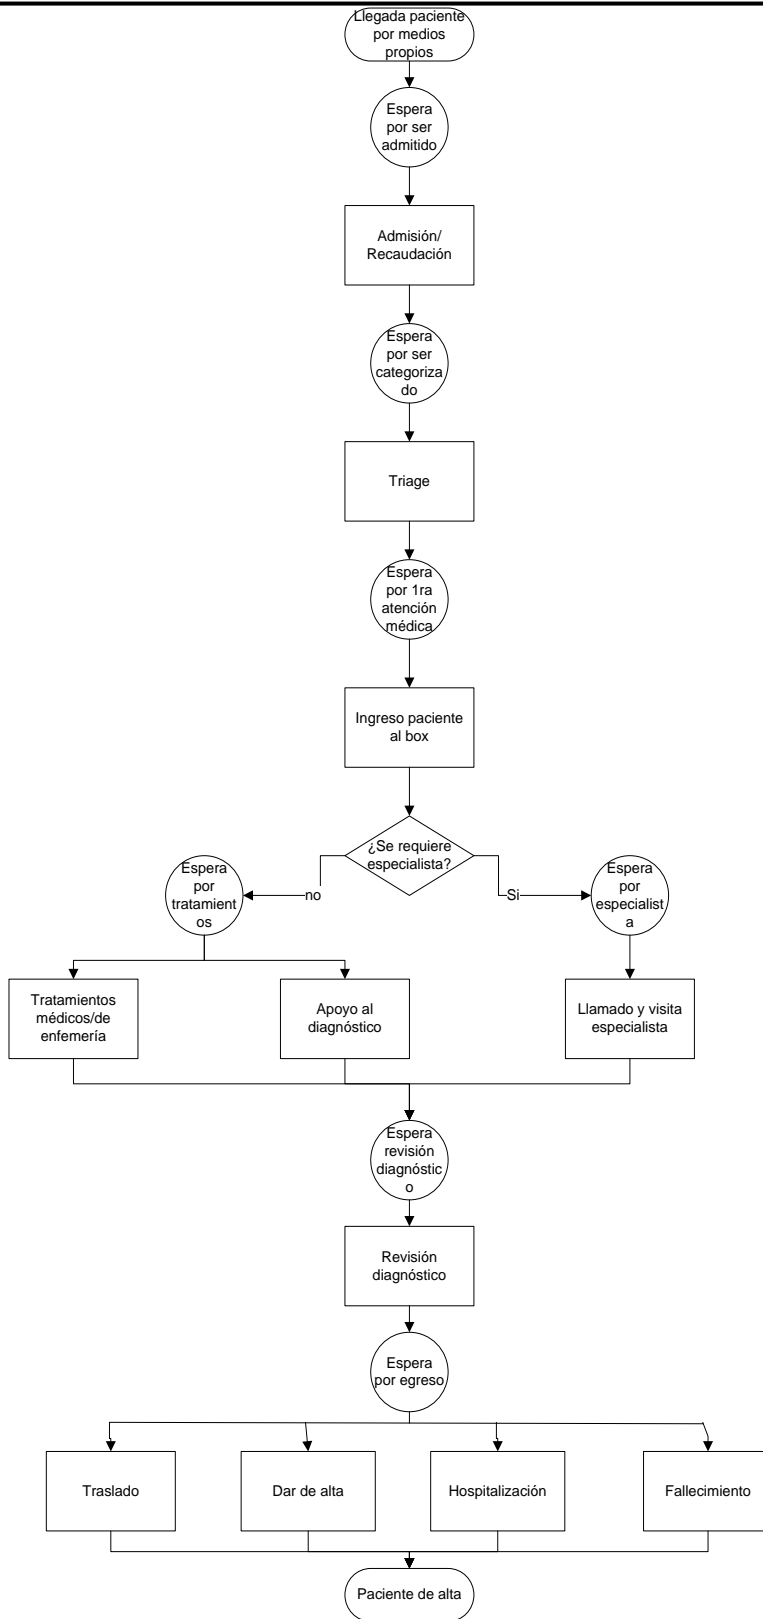 Llegada paciente
por medios
propios
Espera
por ser
admitido
Admisión/
Recaudación
Espera
por ser
categoriza
do
Triage
Espera
por 1ra
atención
médica
Ingreso paciente
al box
¿Se requiere
especialista?
no
Si
Espera
por
tratamient
os
Espera
por
especialist
a
Tratamientos
médicos/de
enfemería
Apoyo al
diagnóstico
Llamado y visita
especialista
Espera
revisión
diagnóstic
o
Revisión
diagnóstico
Espera
por egreso
Traslado
Dar de alta
Hospitalización
Fallecimiento
Paciente de alta